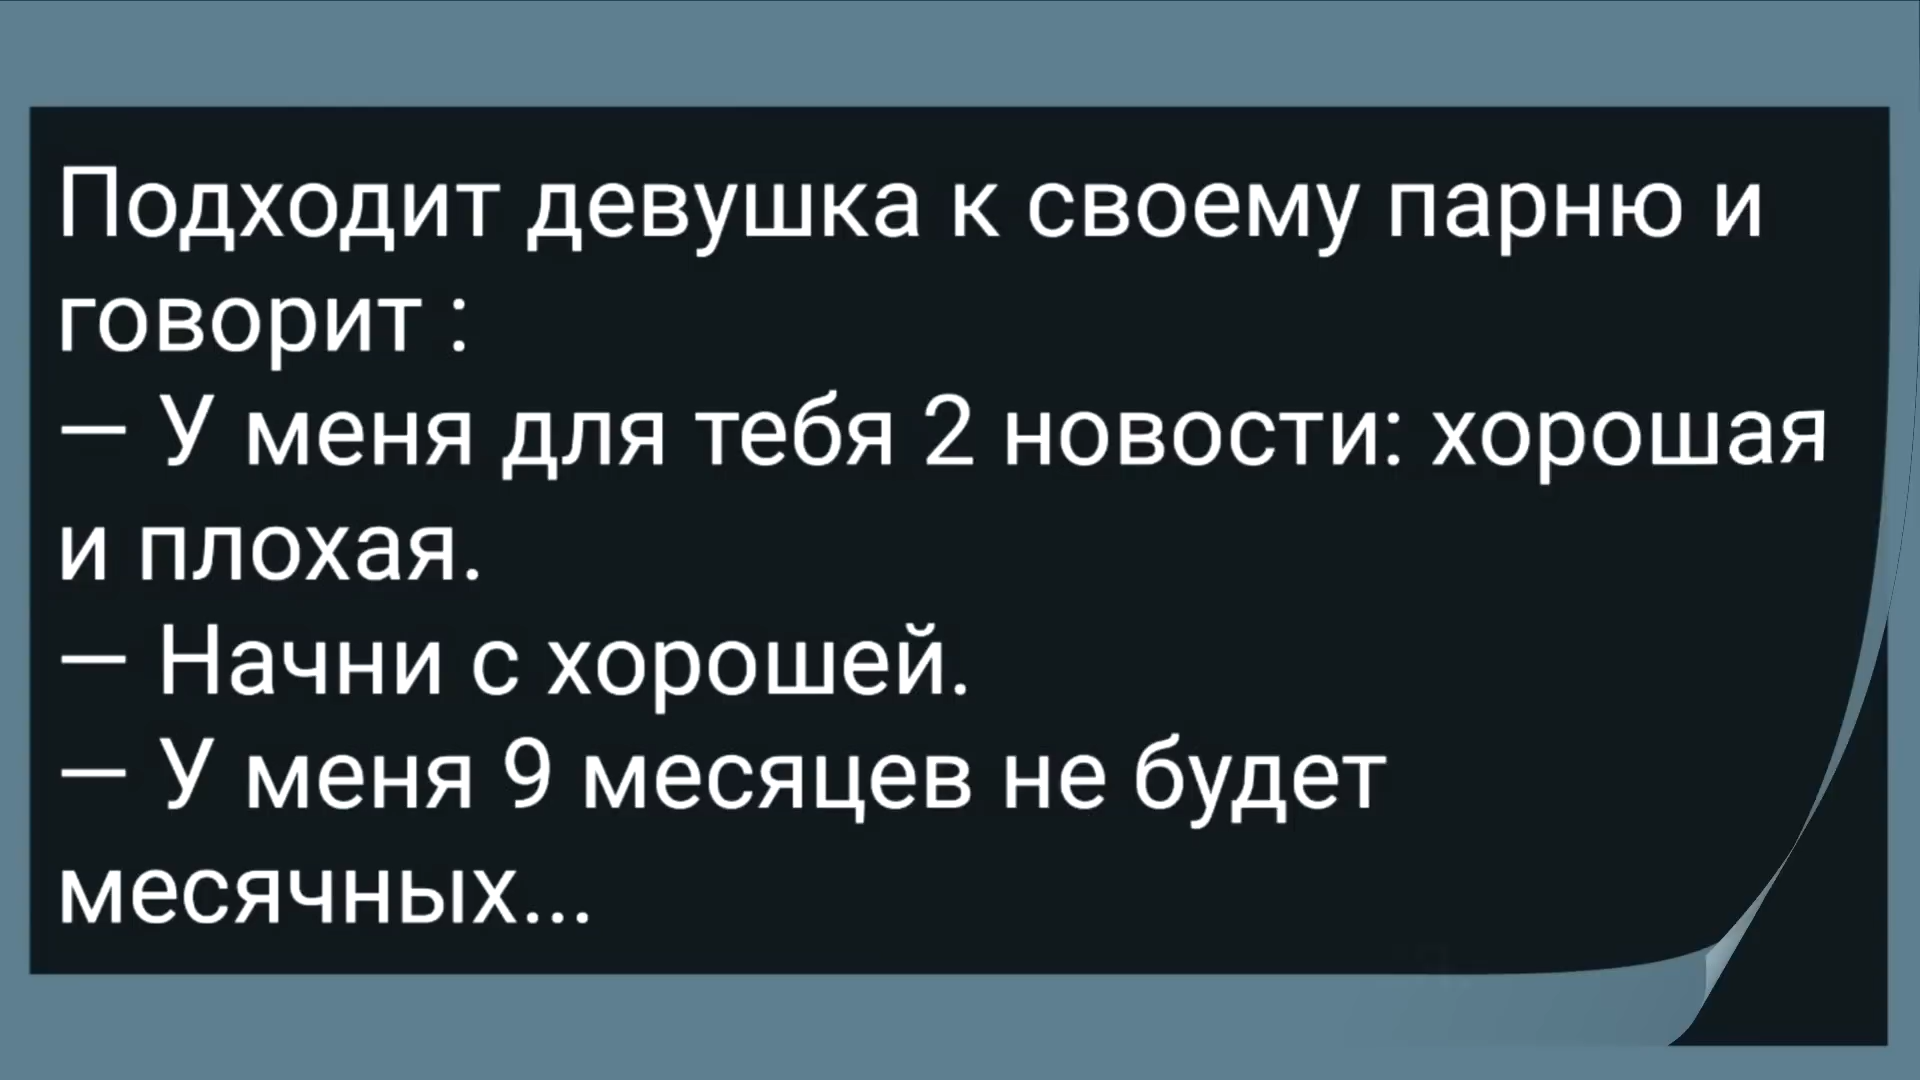 Подходит девушка к своему парню и
говорит :
— У меня для тебя 2 новости: хорошая
и плохая.
— Начни с хорошей.
— У меня 9 месяцев не будет
месячных...